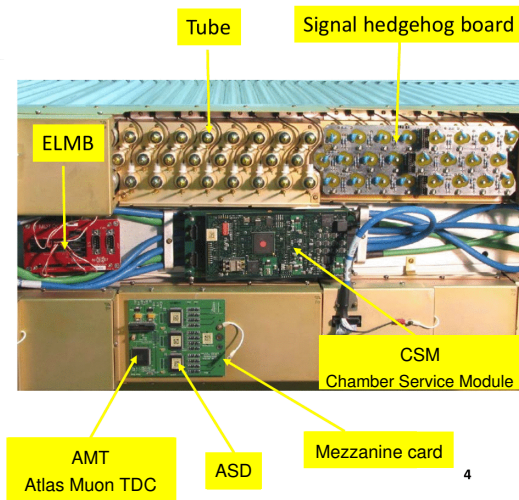 Tube
Signal hedgehog board
ELMB
CSM
Chamber Service Module
AMT
Atlas Muon TDC
ASD
Mezzanine card
4